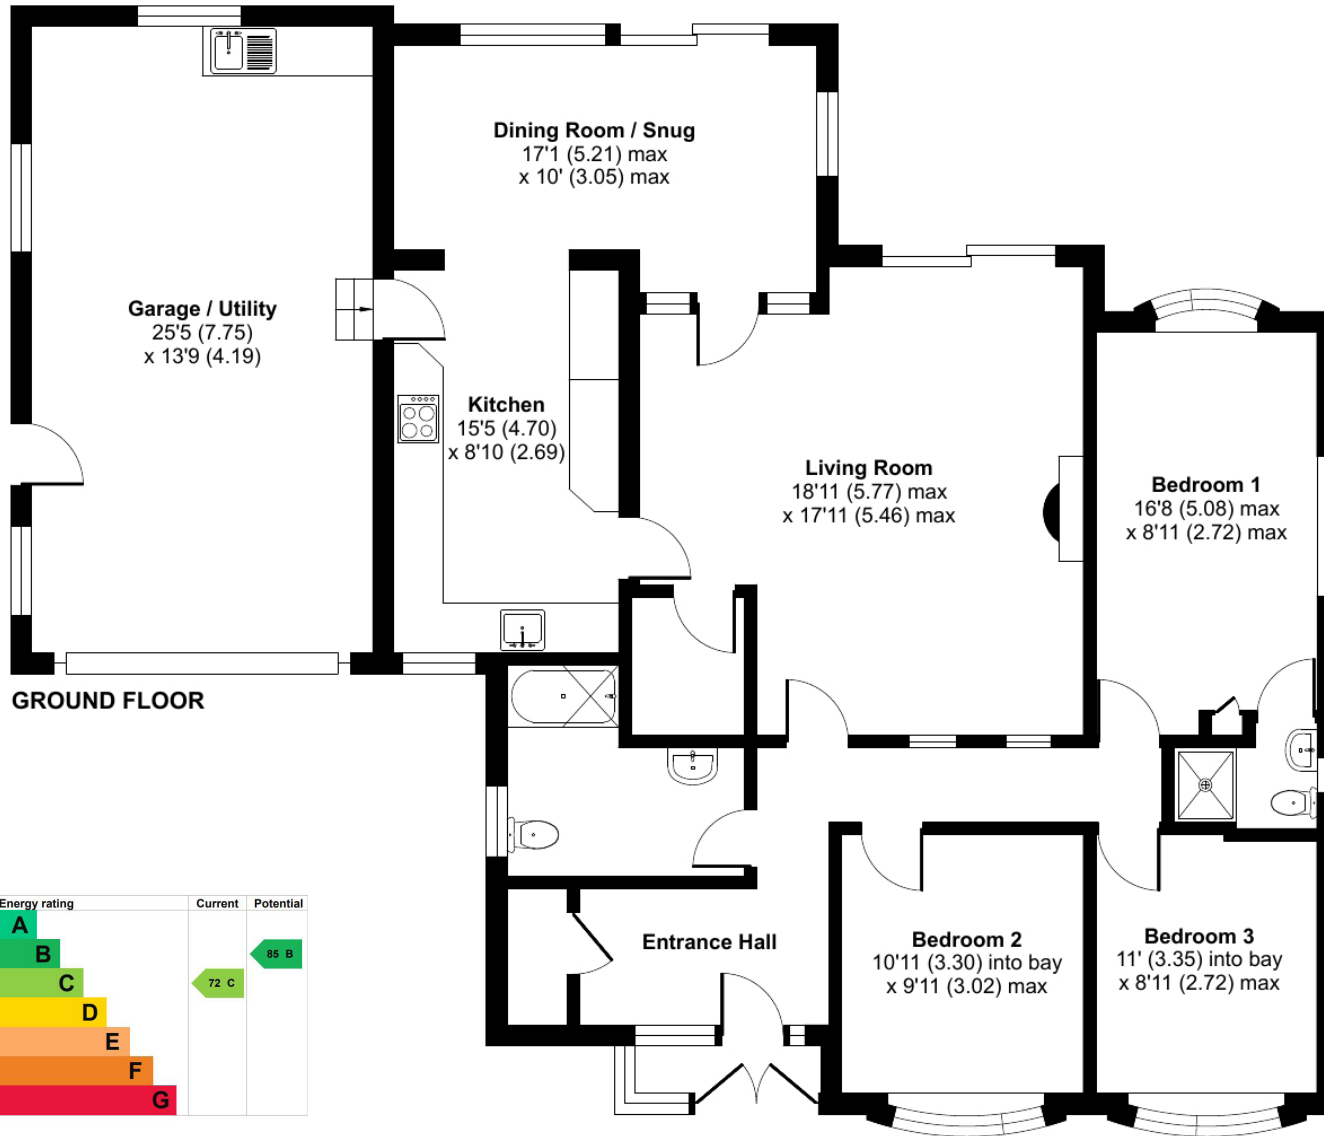 Dining Room / Snug
17'1 (5.21) max
x 10' (3.05) max
Garage / Utility
25'5 (7.75)
x 13'9 (4.19)
Kitchen
15'5 (4.70)
x 8'10 (2.69)
Living Room
18'11 (5.77) max
x 17'11 (5.46) max
Bedroom 1
16'8 (5.08) max
x 8'11 (2.72) max
GROUND FLOOR
Entrance Hall
Bedroom 2
10'11 (3.30) into bay
x 9'11 (3.02) max
Bedroom 3
11' (3.35) into bay
x 8'11 (2.72) max
Energy rating Current Potential
A
B 85 B
C 72 C
D
E
F
G